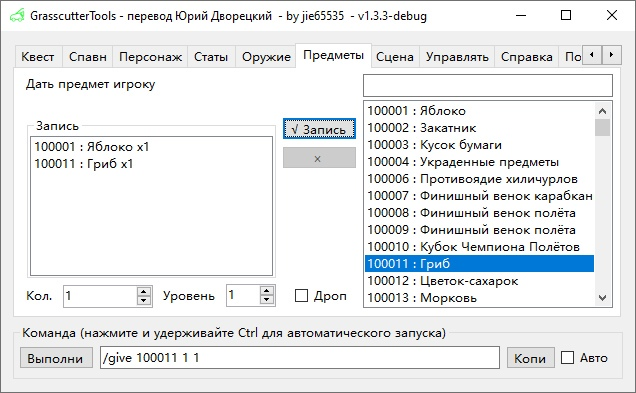 GrasscutterTools - перевод Юрий Дворецкий - by jie65535 - v1.3.3-debug
Квест Спавн Персонаж Статы Оружие Предметы Сцена Управлять Справка По
Дать предмет игроку
Запись
100001 : Яблоко x1
100011 : Гриб x1
√ Запись
x
100001 : Яблоко
100002 : Закатник
100003 : Кусок бумаги
100004 : Украденные предметы
100006 : Противоядие хиличурлов
100007 : Финишный венок карабкан
100008 : Финишный венок полёта
100009 : Финишный венок полёта
100010 : Кубок Чемпиона Полётов
100011 : Гриб
100012 : Цветок-сахарок
100013 : Морковь
Кол. 1 Уровень 1 Дроп
Команда (нажмите и удерживайте Ctrl для автоматического запуска)
Выполни /give 100011 1 1 Копи Авто